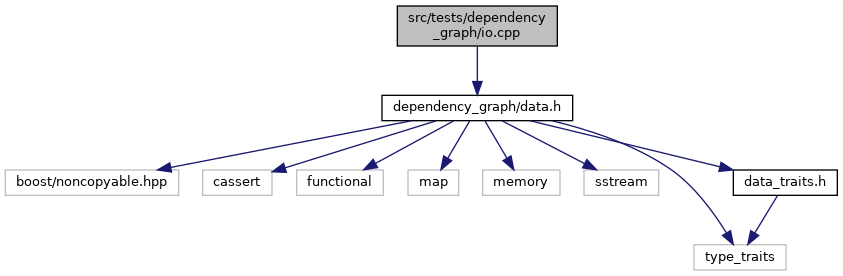 src/tests/dependency
_graph/io.cpp
dependency_graph/data.h
boost/noncopyable.hpp
cassert
functional
map
memory
sstream
data_traits.h
type_traits